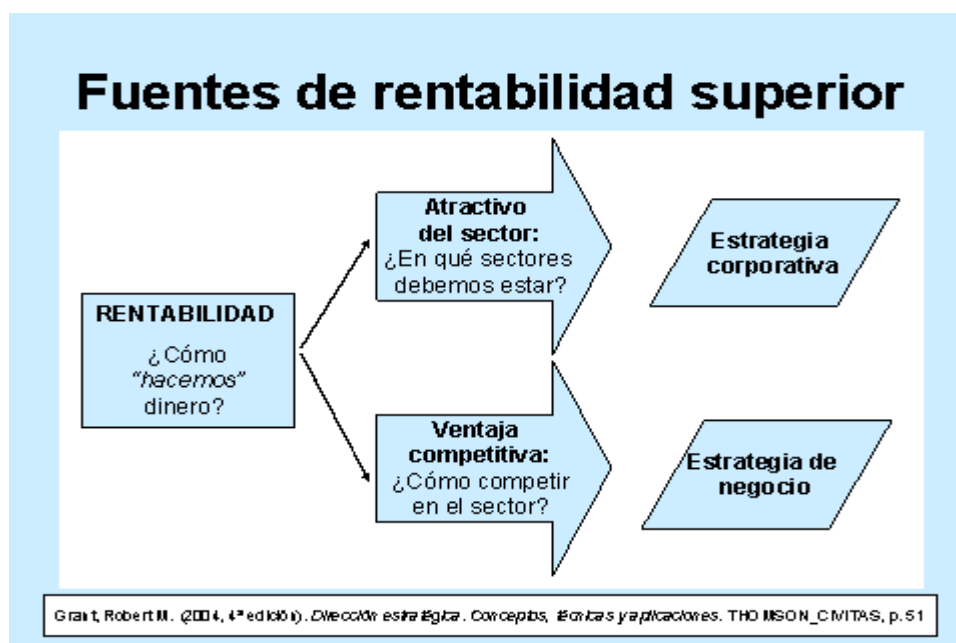 Fuentes de rentabilidad superior
RENTABILIDAD
¿Cómo
"hacemos"
dinero?
Atractivo
del sector:
¿En qué sectores
debemos estar?
Estrategia
corporativa
Ventaja
competitiva:
¿Cómo competir
en el sector?
Estrategia de
negocio
Grant, Robert M. (2004, 4ª edición). Dirección estratégica. Conceptos, técnicas y aplicaciones. THOMSON_CIVITAS, p. 51